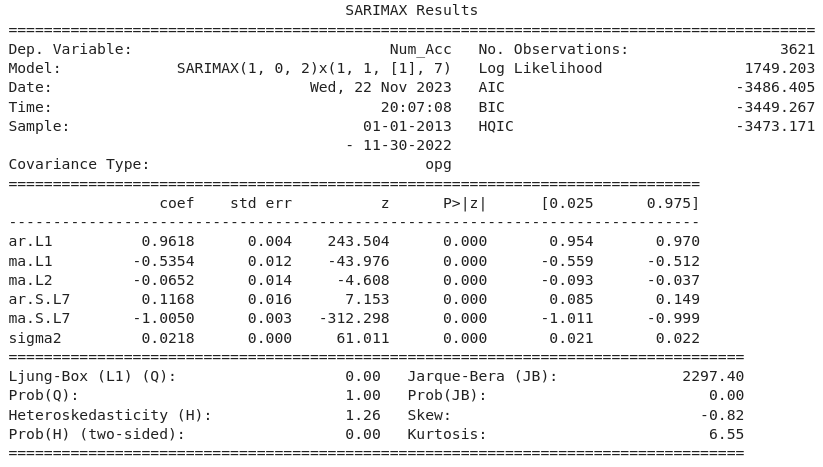 SARIMAX Results
==============================================================================================
Dep. Variable:                             Num_Acc   No. Observations:                 3621
Model:             SARIMAX(1, 0, 2)x(1, 1, [1], 7)   Log Likelihood                1749.203
Date:                             Wed, 22 Nov 2023   AIC                          -3486.405
Time:                                     20:07:08   BIC                          -3449.267
Sample:                                 01-01-2013   HQIC                         -3473.171
                                      - 11-30-2022
Covariance Type:                               opg
==============================================================================
                 coef    std err          z      P>|z|      [0.025      0.975]
------------------------------------------------------------------------------
ar.L1          0.9618      0.004    243.504      0.000       0.954       0.970
ma.L1         -0.5354      0.012    -43.976      0.000      -0.559      -0.512
ma.L2         -0.0652      0.014     -4.608      0.000      -0.093      -0.037
ar.S.L7        0.1168      0.016      7.153      0.000       0.085       0.149
ma.S.L7       -1.0050      0.003   -312.298      0.000      -1.011      -0.999
sigma2         0.0218      0.000     61.011      0.000       0.021       0.022
===================================================================================
Ljung-Box (L1) (Q):                   0.00   Jarque-Bera (JB):              2297.40
Prob(Q):                              1.00   Prob(JB):                         0.00
Heteroskedasticity (H):               1.26   Skew:                            -0.82
Prob(H) (two-sided):                  0.00   Kurtosis:                         6.55
===================================================================================